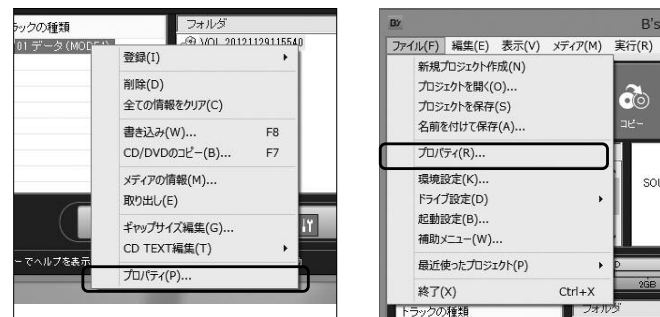 ラックの種類
フォルダ
01 データ(MODE1)
VOL_20121129115540
登録(I)
削除(D)
全ての情報をクリア(C)
書き込み(W)... F8
CD/DVDのコピー(B)... F7
メディアの情報(M)...
取り出し(E)
ギャップサイズ編集(G)...
CD TEXT編集(T)
ーでヘルプを表示
プロパティ(P)...
B's
ファイル(F) 編集(E) 表示(V) メディア(M) 実行(R)
新規プロジェクト作成(N)
プロジェクトを開く(O)...
プロジェクトを保存(S)
名前を付けて保存(A)...
コピー
プロパティ(R)...
環境設定(K)...
SOU
ドライブ設定(D)
起動設定(B)...
補助メニュー(W)...
最近使ったプロジェクト(P)
2GB
終了(X) Ctrl+X
トラックの種類
フォルダ